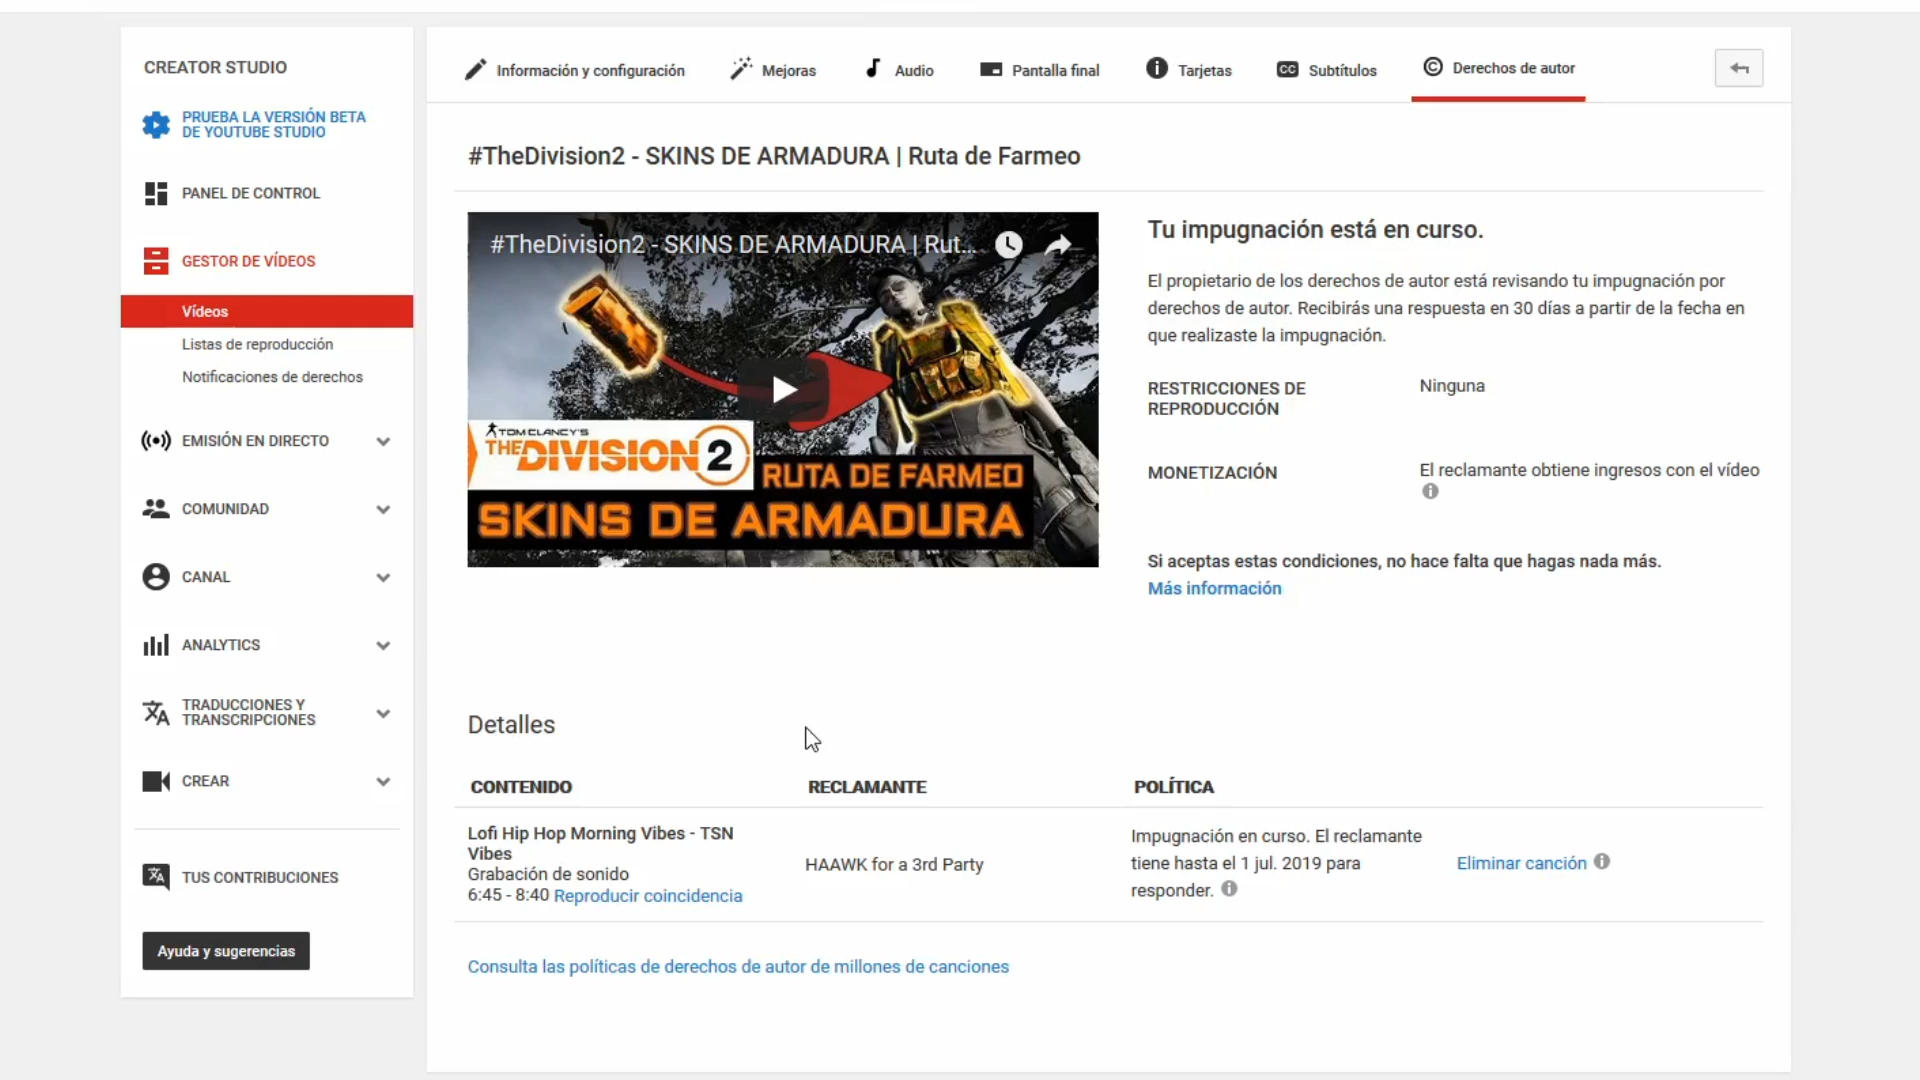 CREATOR STUDIO
PRUEBA LA VERSIÓN BETA
DE YOUTUBE STUDIO
PANEL DE CONTROL
GESTOR DE VÍDEOS
Vídeos
Listas de reproducción
Notificaciones de derechos
EMISIÓN EN DIRECTO
COMUNIDAD
CANAL
ANALYTICS
TRADUCCIONES Y
TRANSCRIPCIONES
CREAR
TUS CONTRIBUCIONES
Ayuda y sugerencias
Información y configuración
Mejoras
Audio
Pantalla final
Tarjetas
CC Subtítulos
Derechos de autor
#TheDivision2 - SKINS DE ARMADURA | Ruta de Farmeo
#TheDivision2 - SKINS DE ARMADURA | Rut...
TOM CLANCY'S
THE DIVISION 2
RUTA DE FARMEO
SKINS DE ARMADURA
Tu impugnación está en curso.
El propietario de los derechos de autor está revisando tu impugnación por
derechos de autor. Recibirás una respuesta en 30 días a partir de la fecha en
que realizaste la impugnación.
RESTRICCIONES DE
REPRODUCCIÓN
Ninguna
MONETIZACIÓN
El reclamante obtiene ingresos con el vídeo
Si aceptas estas condiciones, no hace falta que hagas nada más.
Más información
Detalles
CONTENIDO
RECLAMANTE
POLÍTICA
Lofi Hip Hop Morning Vibes - TSN
Vibes
Grabación de sonido
6:45 - 8:40 Reproducir coincidencia
HAAWK for a 3rd Party
Impugnación en curso. El reclamante
tiene hasta el 1 jul. 2019 para
responder.
Eliminar canción
Consulta las políticas de derechos de autor de millones de canciones